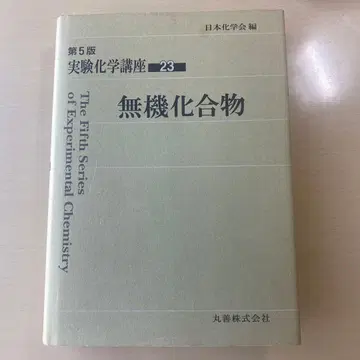 日本化学会 編
第5版
実験化学講座 23
The Fifth Series
of Experimental Chemistry
無機化合物
丸善株式会社